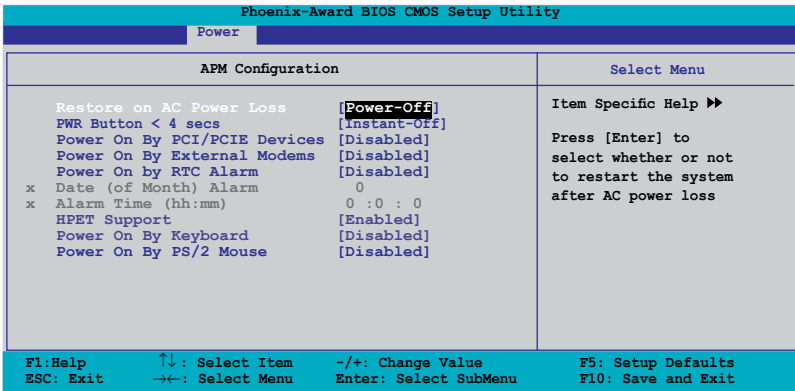 Phoenix-Award BIOS CMOS Setup Utility
Power
APM Configuration
Select Menu
Restore on AC Power Loss [Power-Off]
PWR Button < 4 secs [Instant-Off]
Power On By PCI/PCIE Devices [Disabled]
Power On By External Modems [Disabled]
Power On by RTC Alarm [Disabled]
x Date (of Month) Alarm 0
x Alarm Time (hh:mm) 0 :0 : 0
HPET Support [Enabled]
Power On By Keyboard [Disabled]
Power On By PS/2 Mouse [Disabled]
Item Specific Help ▶▶
Press [Enter] to
select whether or not
to restart the system
after AC power loss
F1:Help ↑↓: Select Item -/+: Change Value F5: Setup Defaults
ESC: Exit →←: Select Menu Enter: Select SubMenu F10: Save and Exit